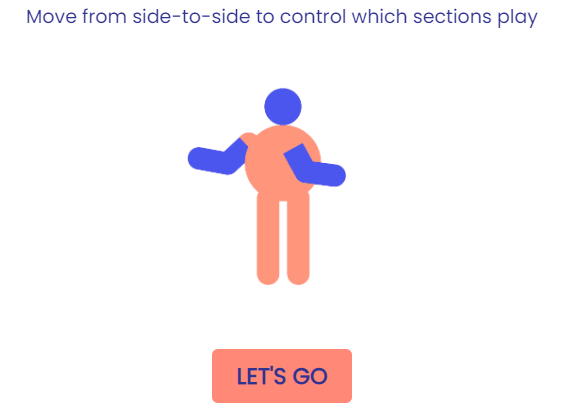 Move from side-to-side to control which sections play
LET'S GO